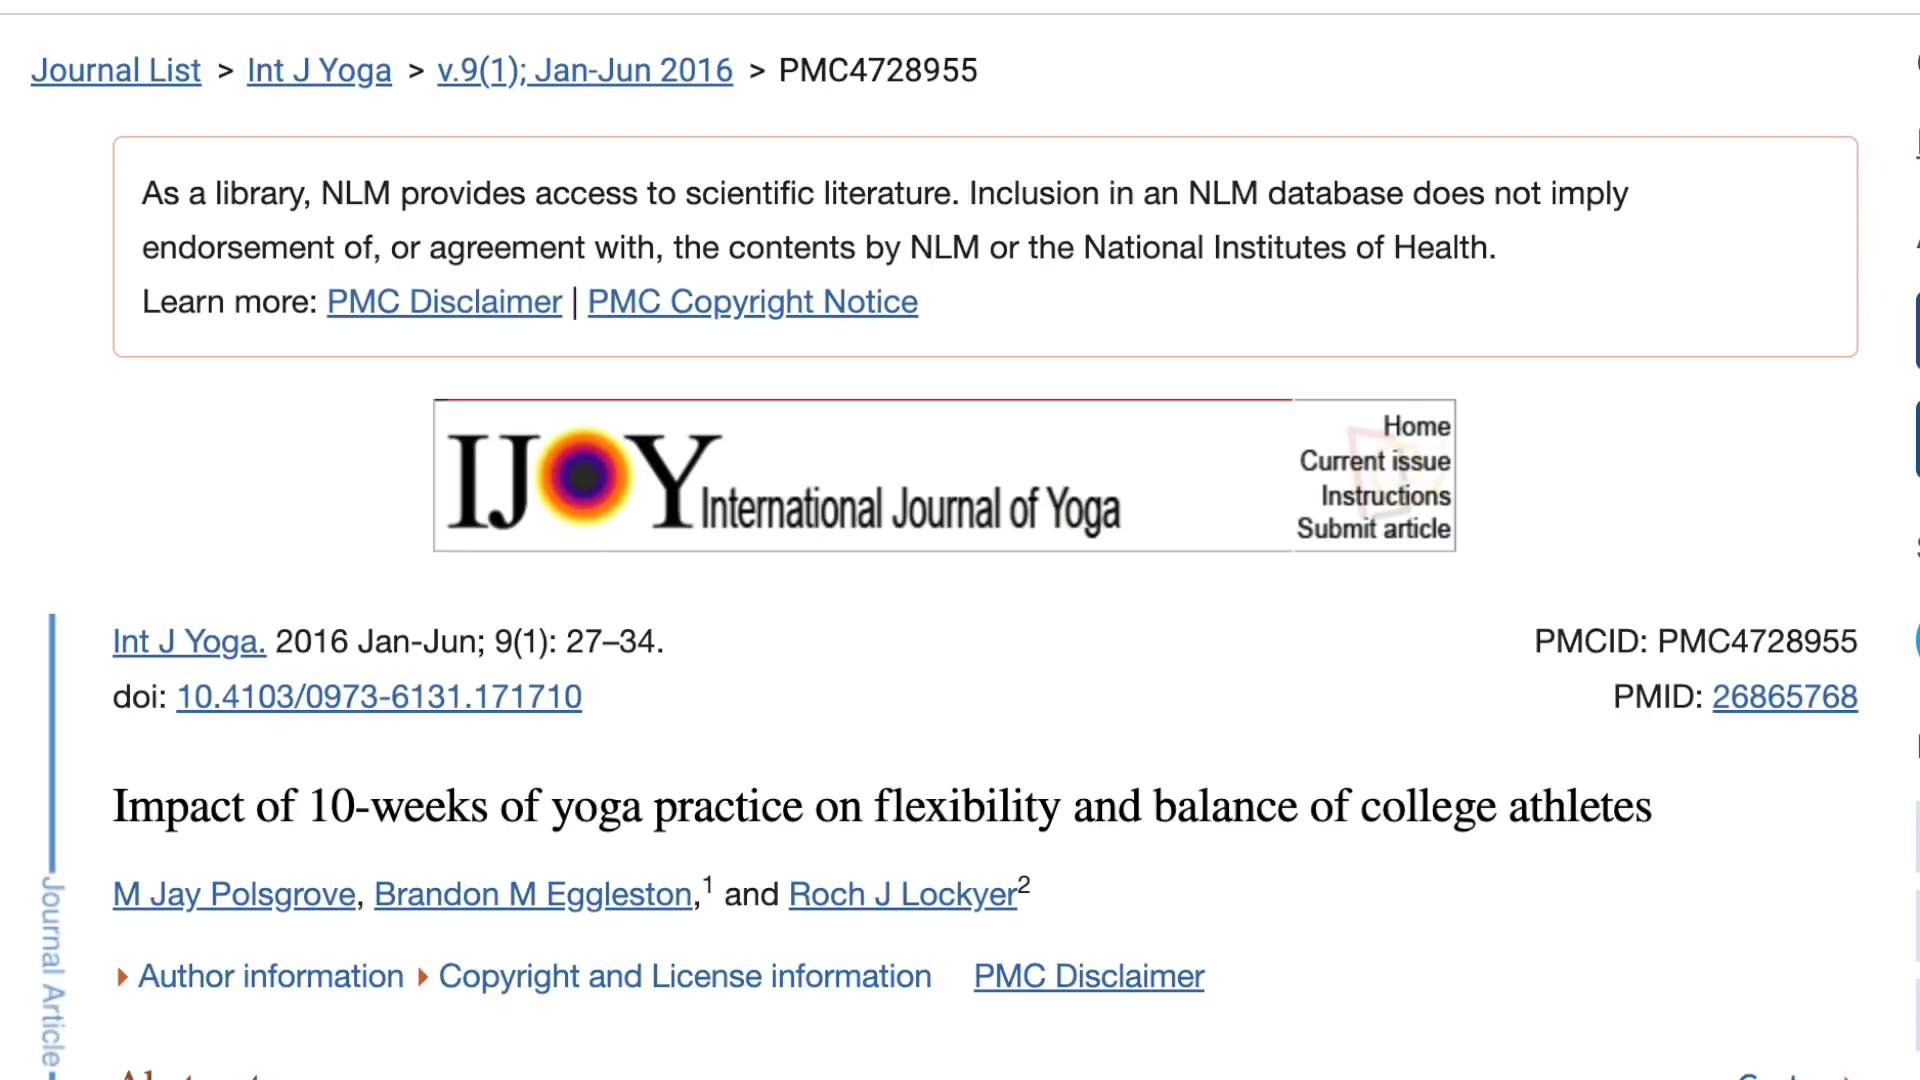 Journal List > Int J Yoga > v.9(1); Jan-Jun 2016 > PMC4728955
As a library, NLM provides access to scientific literature. Inclusion in an NLM database does not imply
endorsement of, or agreement with, the contents by NLM or the National Institutes of Health.
Learn more: PMC Disclaimer | PMC Copyright Notice
IJOY International Journal of Yoga
Home
Current issue
Instructions
Submit article
Int J Yoga. 2016 Jan-Jun; 9(1): 27–34.
PMCID: PMC4728955
doi: 10.4103/0973-6131.171710
PMID: 26865768
Impact of 10-weeks of yoga practice on flexibility and balance of college athletes
M Jay Polsgrove, Brandon M Eggleston,1 and Roch J Lockyer2
Author information Copyright and License information PMC Disclaimer
Journal Article